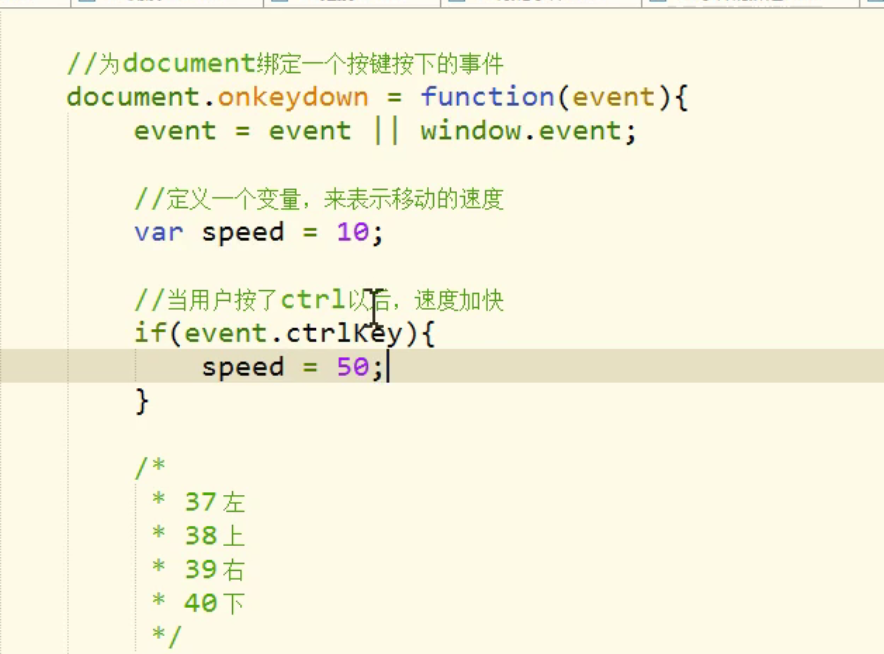 //为document绑定一个按键按下的事件
document.onkeydown = function(event){
event = event || window.event;
//定义一个变量，来表示移动的速度
var speed = 10;
//当用户按了ctrl以后，速度加快
if(event.ctrlKey){
speed = 50;
}
/*
* 37左
* 38上
* 39右
* 40下
*/